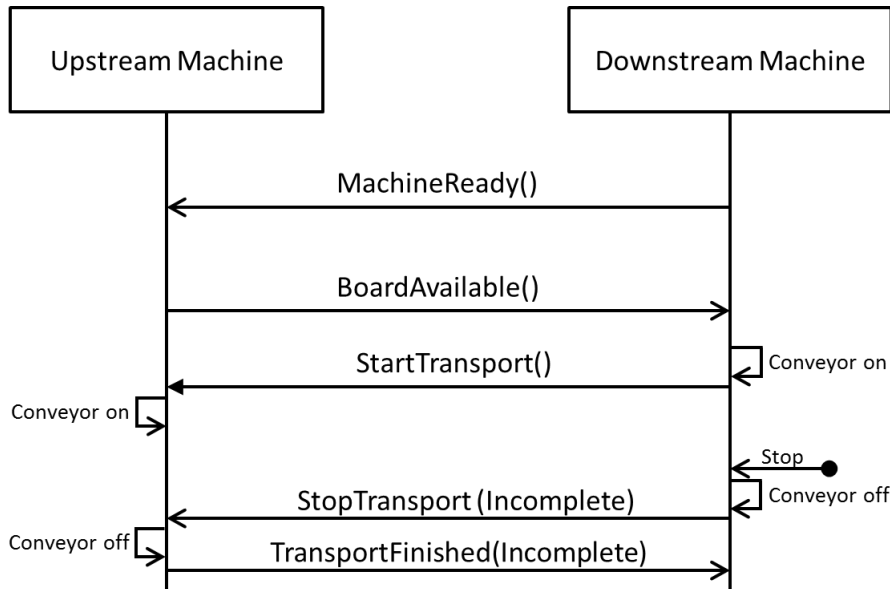 Upstream Machine
Downstream Machine
MachineReady()
BoardAvailable()
StartTransport()
Conveyor on
Conveyor on
Stop
StopTransport (Incomplete)
Conveyor off
Conveyor off
TransportFinished(Incomplete)